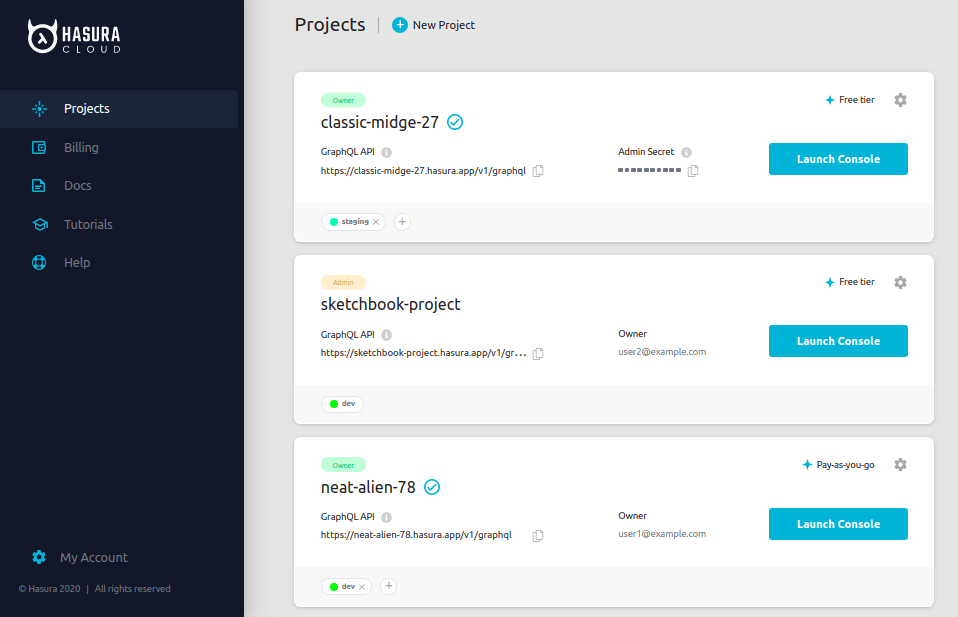 HASURA
CLOUD
Projects
Billing
Docs
Tutorials
Help
My Account
© Hasura 2020 | All rights reserved
Projects | New Project
Owner
Free tier
classic-midge-27
GraphQL API
Admin Secret
https://classic-midge-27.hasura.app/v1/graphql
Launch Console
staging
Admin
Free tier
sketchbook-project
GraphQL API
Owner
https://sketchbook-project.hasura.app/v1/gr...
user2@example.com
Launch Console
dev
Owner
Pay-as-you-go
neat-alien-78
GraphQL API
Owner
https://neat-alien-78.hasura.app/v1/graphql
user1@example.com
Launch Console
dev